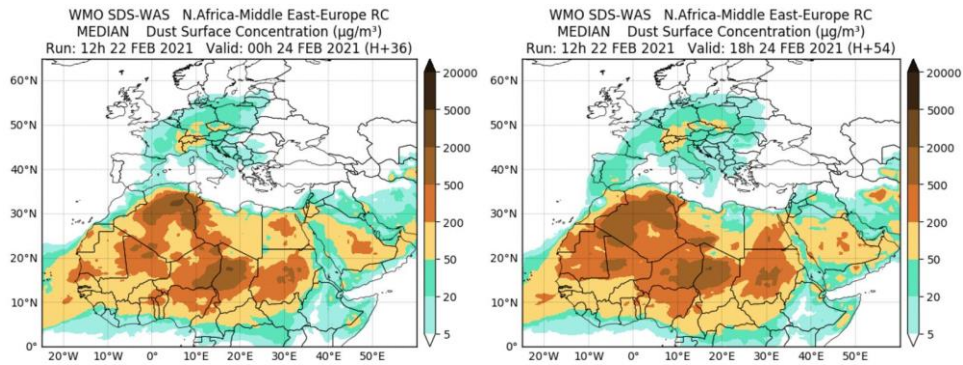 WMO SDS-WAS N.Africa-Middle East-Europe RC
MEDIAN Dust Surface Concentration (µg/m³)
Run: 12h 22 FEB 2021 Valid: 00h 24 FEB 2021 (H+36)
60°N
50°N
40°N
30°N
20°N
10°N
0°
20°W 10°W 0° 10°E 20°E 30°E 40°E 50°E
20000
5000
2000
500
200
50
20
5
WMO SDS-WAS N.Africa-Middle East-Europe RC
MEDIAN Dust Surface Concentration (µg/m³)
Run: 12h 22 FEB 2021 Valid: 18h 24 FEB 2021 (H+54)
60°N
50°N
40°N
30°N
20°N
10°N
0°
20°W 10°W 0° 10°E 20°E 30°E 40°E 50°E
20000
5000
2000
500
200
50
20
5